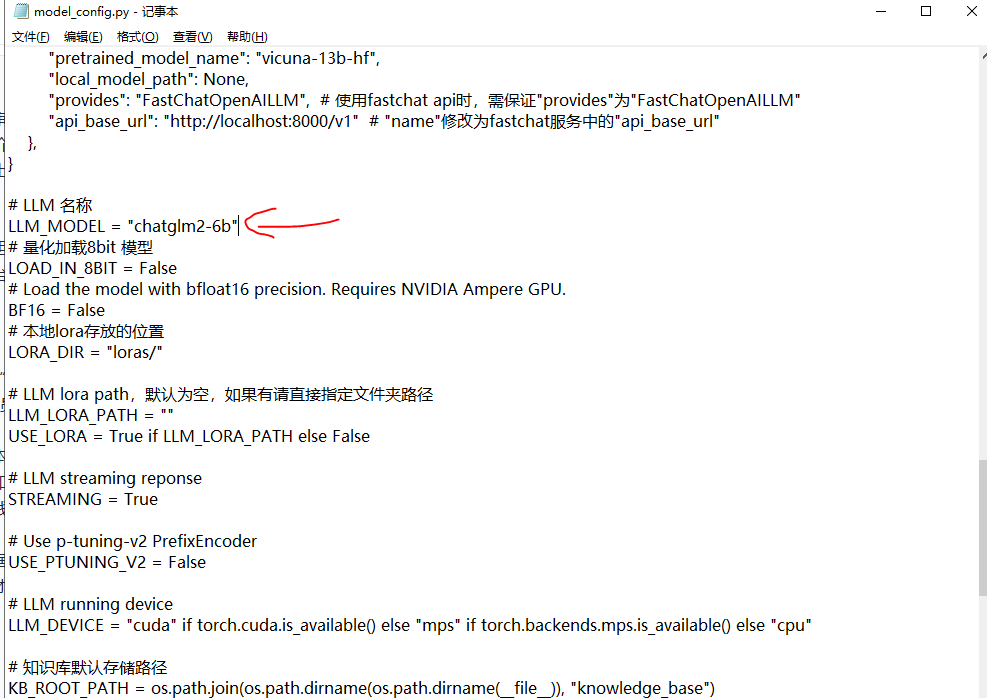 model_config.py - 记事本
文件(F) 编辑(E) 格式(O) 查看(V) 帮助(H)
"pretrained_model_name": "vicuna-13b-hf",
"local_model_path": None,
"provides": "FastChatOpenAILLM", # 使用fastchat api时，需保证"provides"为"FastChatOpenAILLM"
"api_base_url": "http://localhost:8000/v1" # "name"修改为fastchat服务中的"api_base_url"
},
}
# LLM 名称
LLM_MODEL = "chatglm2-6b"
# 量化加载8bit 模型
LOAD_IN_8BIT = False
# Load the model with bfloat16 precision. Requires NVIDIA Ampere GPU.
BF16 = False
# 本地lora存放的位置
LORA_DIR = "loras/"
# LLM lora path，默认为空，如果有请直接指定文件夹路径
LLM_LORA_PATH = ""
USE_LORA = True if LLM_LORA_PATH else False
# LLM streaming reponse
STREAMING = True
# Use p-tuning-v2 PrefixEncoder
USE_PTUNING_V2 = False
# LLM running device
LLM_DEVICE = "cuda" if torch.cuda.is_available() else "mps" if torch.backends.mps.is_available() else "cpu"
# 知识库默认存储路径
KB_ROOT_PATH = os.path.join(os.path.dirname(os.path.dirname(__file__)), "knowledge_base")